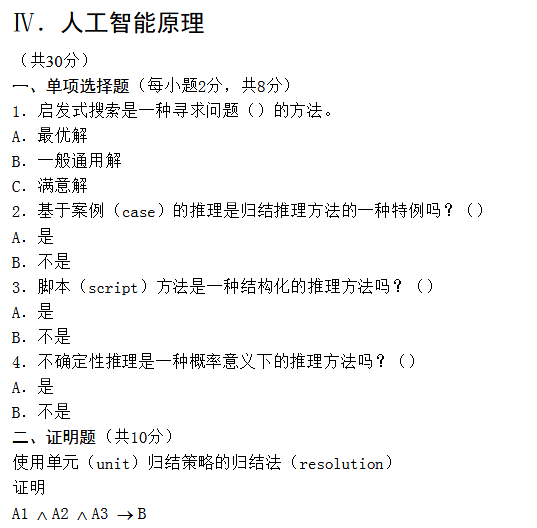 Ⅳ．人工智能原理
（共30分）
一、单项选择题（每小题2分，共8分）
1．启发式搜索是一种寻求问题（）的方法。
A．最优解
B．一般通用解
C．满意解
2．基于案例（case）的推理是归结推理方法的一种特例吗？（）
A．是
B．不是
3．脚本（script）方法是一种结构化的推理方法吗？（）
A．是
B．不是
4．不确定性推理是一种概率意义下的推理方法吗？（）
A．是
B．不是
二、证明题（共10分）
使用单元（unit）归结策略的归结法（resolution）
证明
A1 ∧ A2 ∧ A3 → B